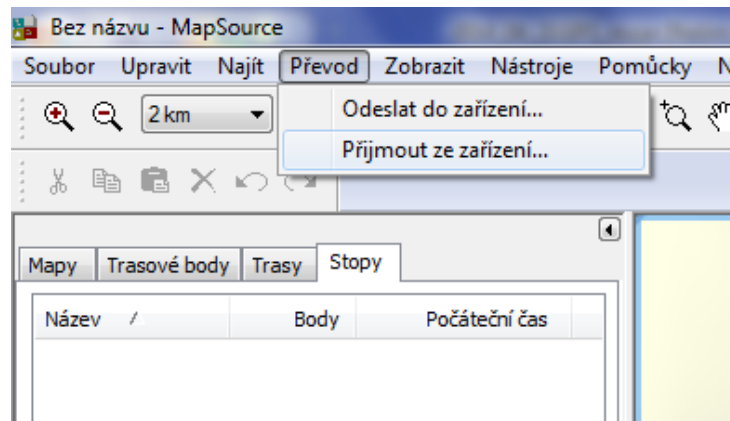 Bez názvu - MapSource
Soubor Upravit Najít Převod Zobrazit Nástroje Pomůcky N
2 km
Odeslat do zařízení...
Přijmout ze zařízení...
Mapy Trasové body Trasy Stopy
Název / Body Počáteční čas